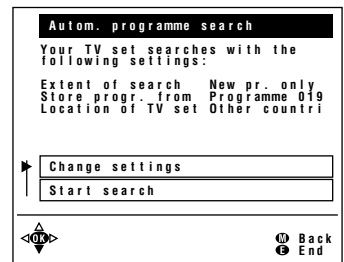 Autom. programme search
Your TV set searches with the
following settings:
Extent of search New pr. only
Store progr. from Programme 019
Location of TV set Other countri
Change settings
Start search
OK
M Back
E End